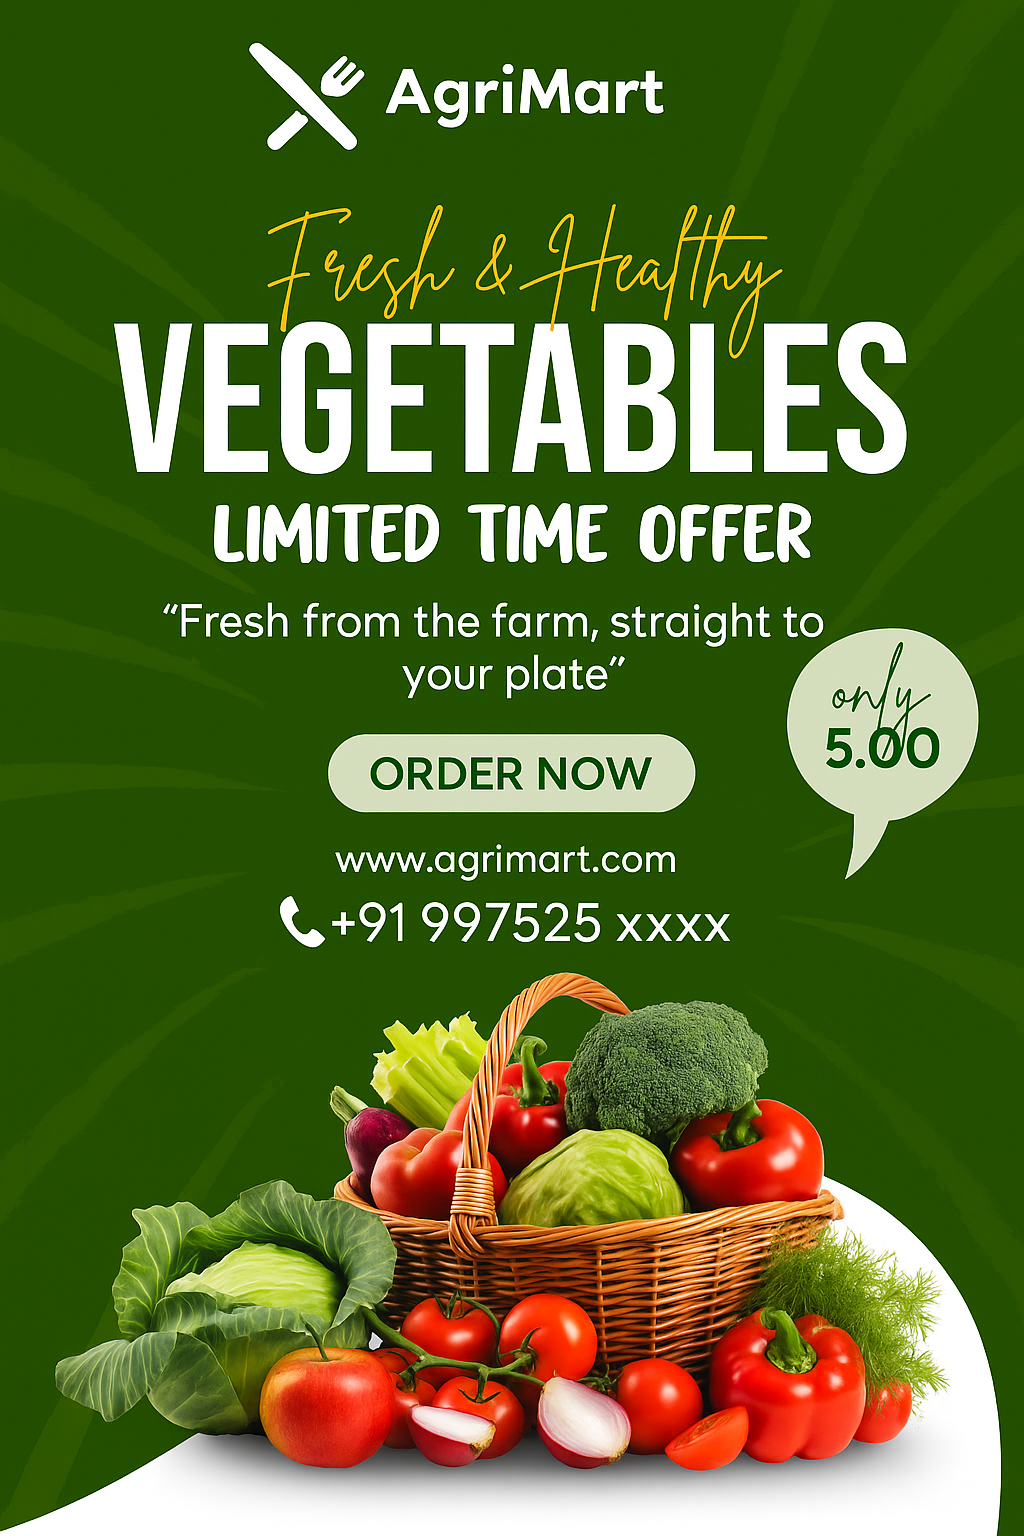 AgriMart
Fresh & Healthy
VEGETABLES
LIMITED TIME OFFER
“Fresh from the farm, straight to
your plate”
only
5.00
ORDER NOW
www.agrimart.com
+91 997525 xxxx